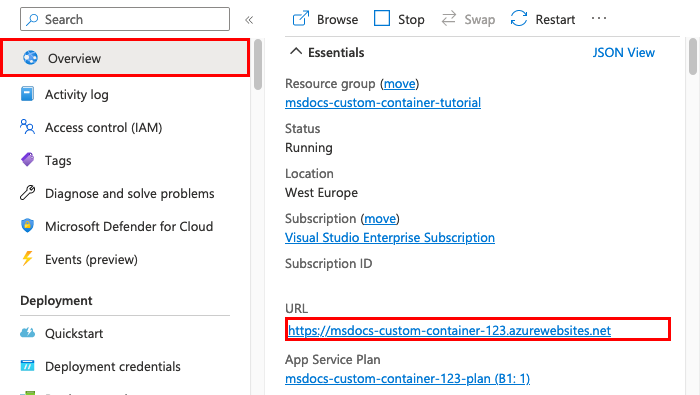 Search
«
Overview
Activity log
Access control (IAM)
Tags
Diagnose and solve problems
Microsoft Defender for Cloud
Events (preview)
Deployment
Quickstart
Deployment credentials
Browse Stop Swap Restart ...
Essentials JSON View
Resource group (move)
msdocs-custom-container-tutorial
Status
Running
Location
West Europe
Subscription (move)
Visual Studio Enterprise Subscription
Subscription ID
URL
https://msdocs-custom-container-123.azurewebsites.net
App Service Plan
msdocs-custom-container-123-plan (B1: 1)